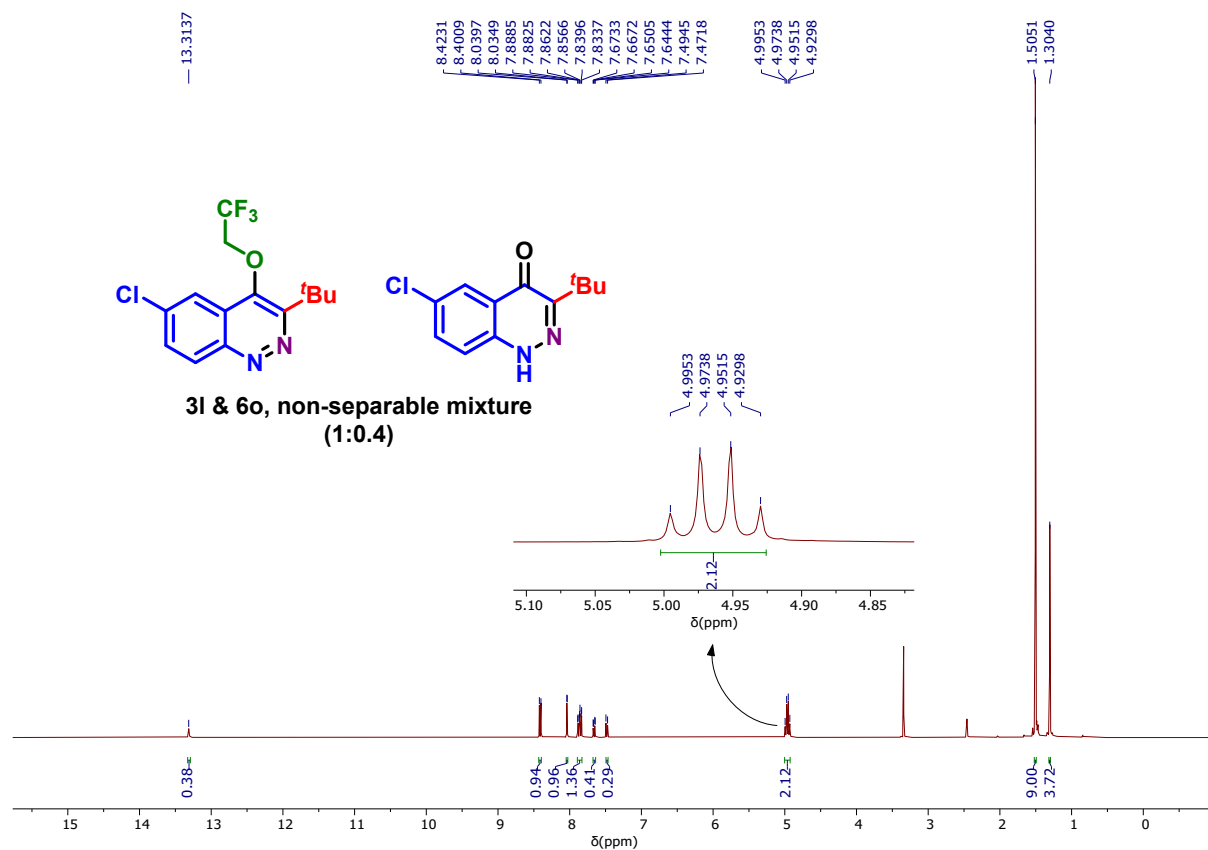 13.3137
8.4231
8.4009
8.0397
8.0349
7.8885
7.8825
7.8622
7.8566
7.8396
7.8337
7.6733
7.6672
7.6505
7.6444
7.4945
7.4718
4.9953
4.9738
4.9515
4.9298
1.5051
1.3040
CF3
O
Cl
tBu
N
N
O
Cl
tBu
N
N
H
3l & 6o, non-separable mixture
(1:0.4)
4.9953
4.9738
4.9515
4.9298
2.12
5.10 5.05 5.00 4.95 4.90 4.85
δ(ppm)
0.38
0.94
0.96
1.36
0.41
0.29
2.12
9.00
3.72
15 14 13 12 11 10 9 8 7 6 5 4 3 2 1 0
δ(ppm)